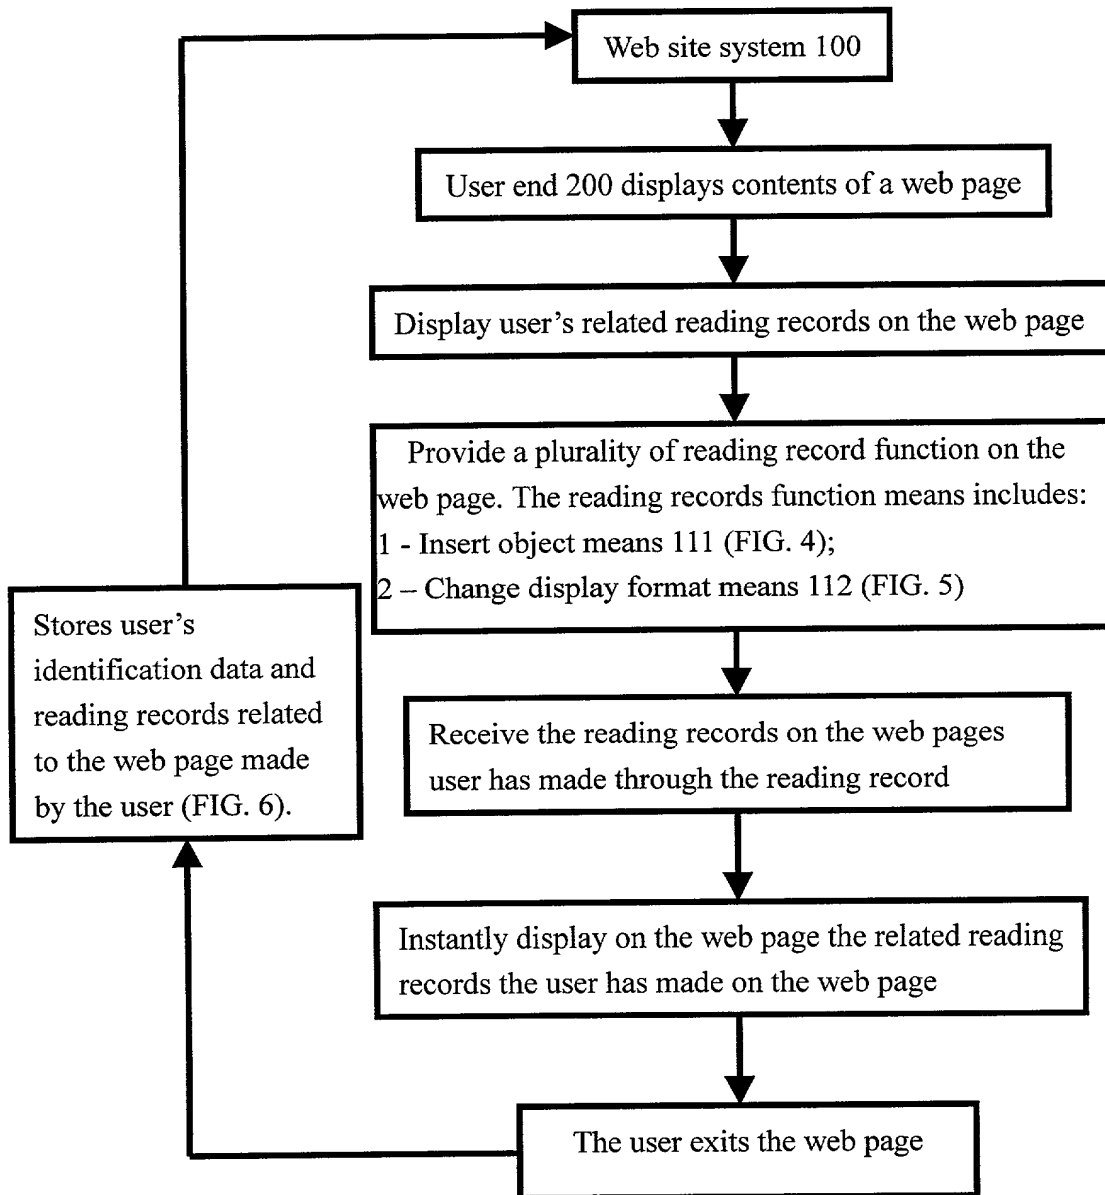 Web site system 100
User end 200 displays contents of a web page
Display user’s related reading records on the web page
Provide a plurality of reading record function on the
web page. The reading records function means includes:
1 - Insert object means 111 (FIG. 4);
2 – Change display format means 112 (FIG. 5)
Receive the reading records on the web pages
user has made through the reading record
Instantly display on the web page the related reading
records the user has made on the web page
The user exits the web page
Stores user’s
identification data and
reading records related
to the web page made
by the user (FIG. 6).